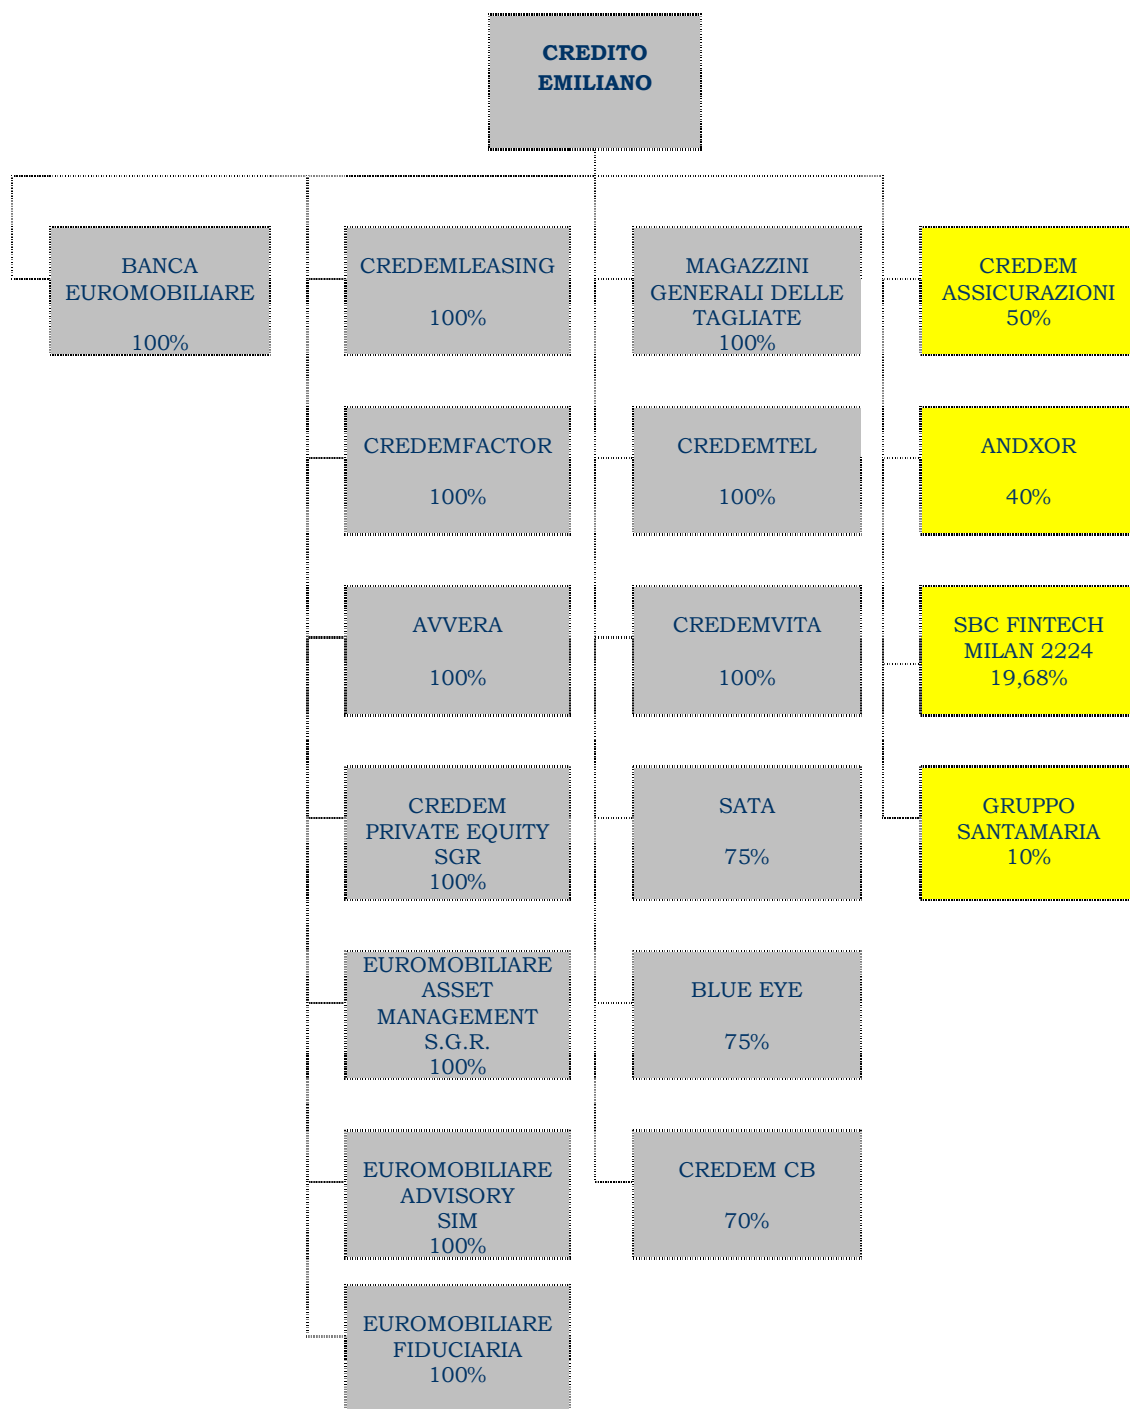 CREDITO
EMILIANO
BANCA
EUROMOBILIARE
100%
CREDEMLEASING
100%
MAGAZZINI
GENERALI DELLE
TAGLIATE
100%
CREDEM
ASSICURAZIONI
50%
CREDEMFACTOR
100%
CREDEMTEL
100%
ANDXOR
40%
AVVERA
100%
CREDEMVITA
100%
SBC FINTECH
MILAN 2224
19,68%
CREDEM
PRIVATE EQUITY
SGR
100%
SATA
75%
GRUPPO
SANTAMARIA
10%
EUROMOBILIARE
ASSET
MANAGEMENT
S.G.R.
100%
BLUE EYE
75%
EUROMOBILIARE
ADVISORY
SIM
100%
CREDEM CB
70%
EUROMOBILIARE
FIDUCIARIA
100%